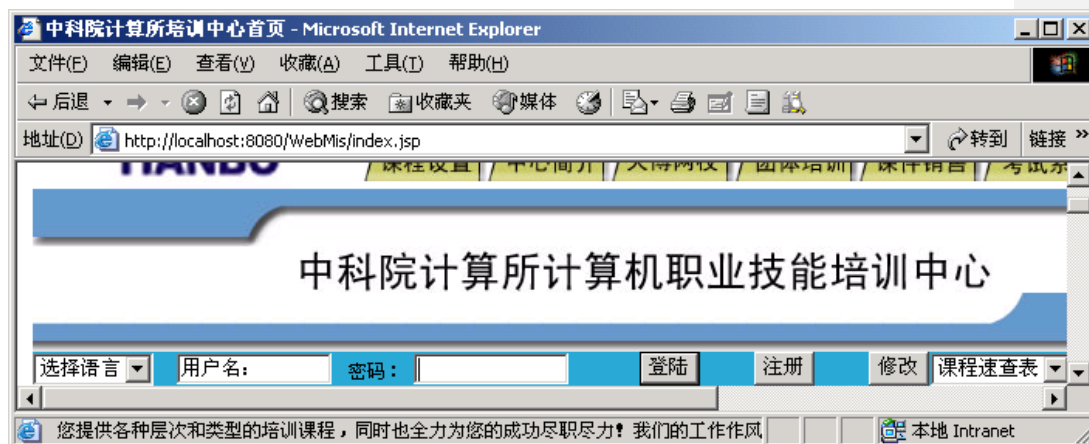 中科院计算所培训中心首页 - Microsoft Internet Explorer
文件(F) 编辑(E) 查看(V) 收藏(A) 工具(T) 帮助(H)
后退 搜索 收藏夹 媒体
地址(D) http://localhost:8080/WebMis/index.jsp 转到 链接 »
TIANBO 课程设置 中心简介 天博网校 团体培训 课件销售 考试系
中科院计算所计算机职业技能培训中心
选择语言 用户名: 密码: 登陆 注册 修改 课程速查表
您提供各种层次和类型的培训课程，同时也全力为您的成功尽职尽力！我们的工作作风 本地 Intranet